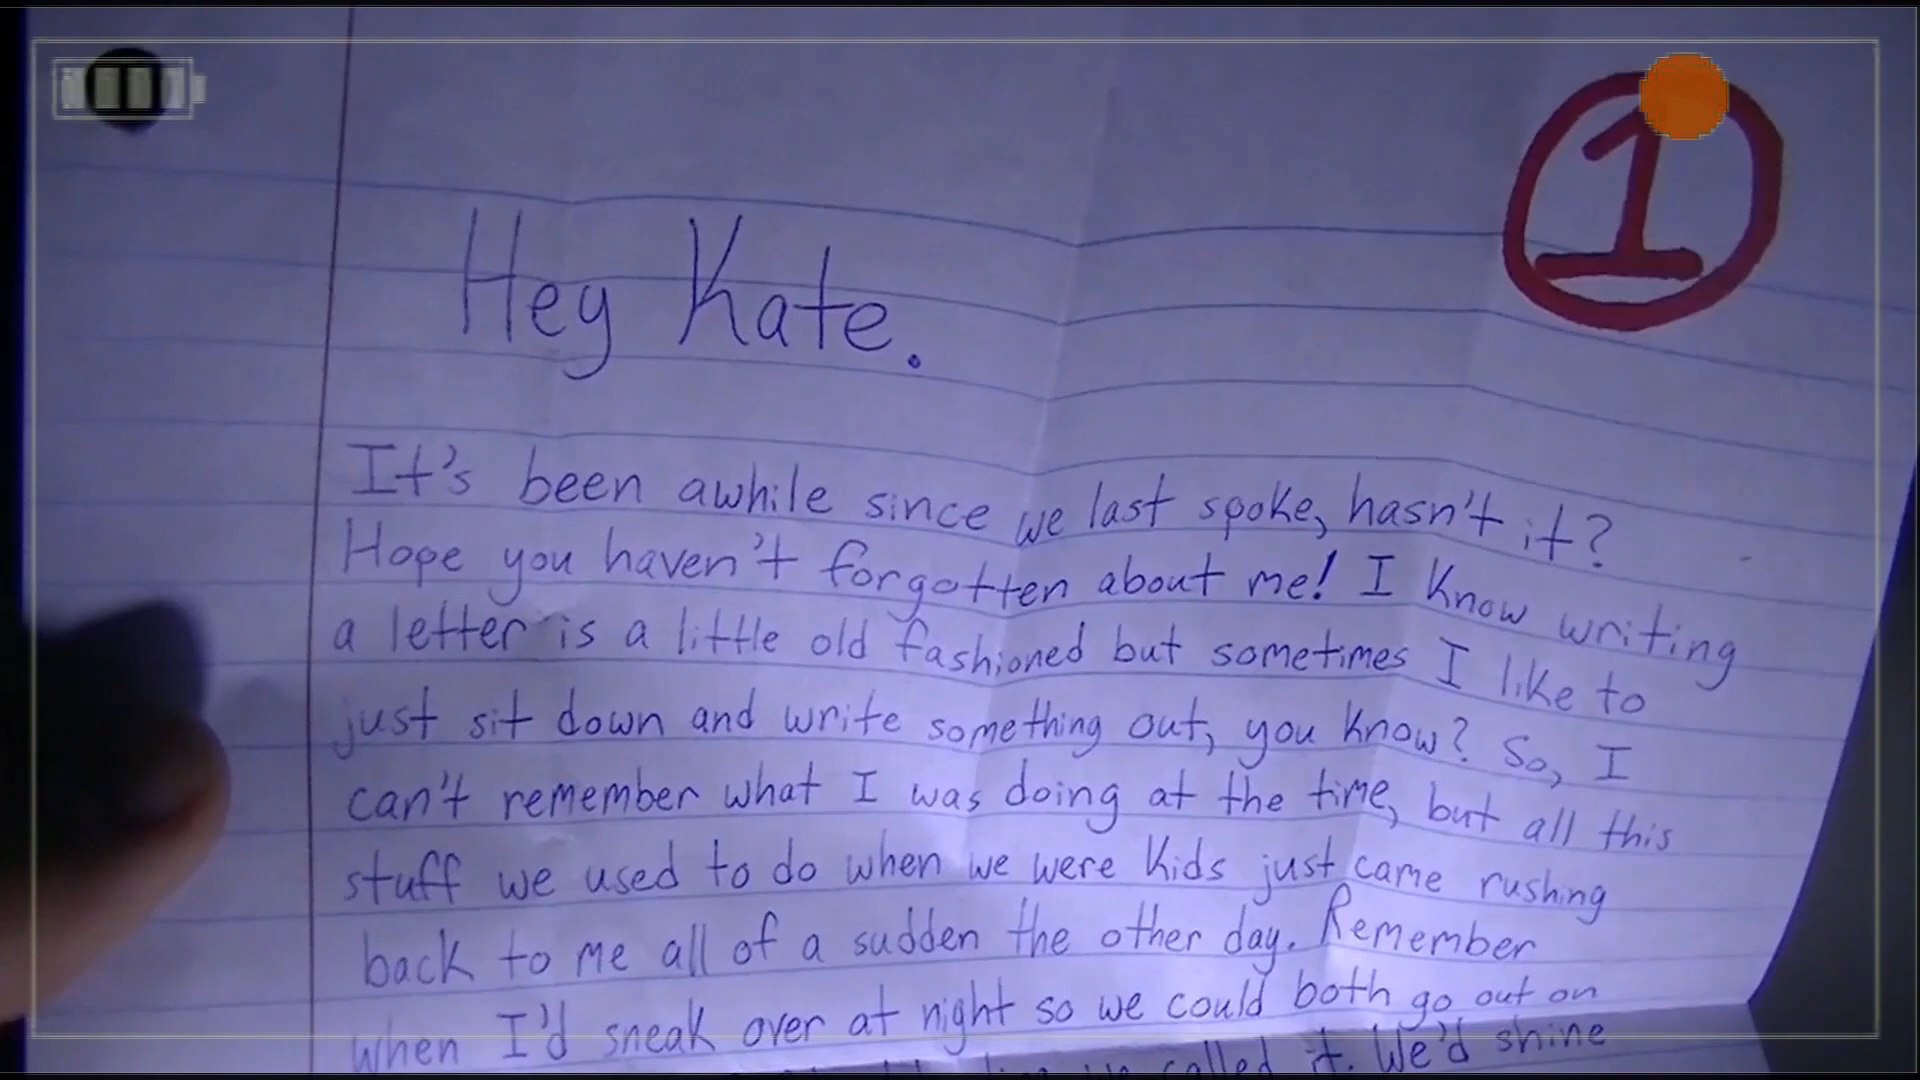 1
Hey Kate.
It's been awhile since we last spoke, hasn't it?
Hope you haven't forgotten about me! I know writing
a letter is a little old fashioned but sometimes I like to
just sit down and write something out, you know? So, I
can't remember what I was doing at the time, but all this
stuff we used to do when we were kids just came rushing
back to me all of a sudden the other day. Remember
when I'd sneak over at night so we could both go out on
we called it. We'd shine